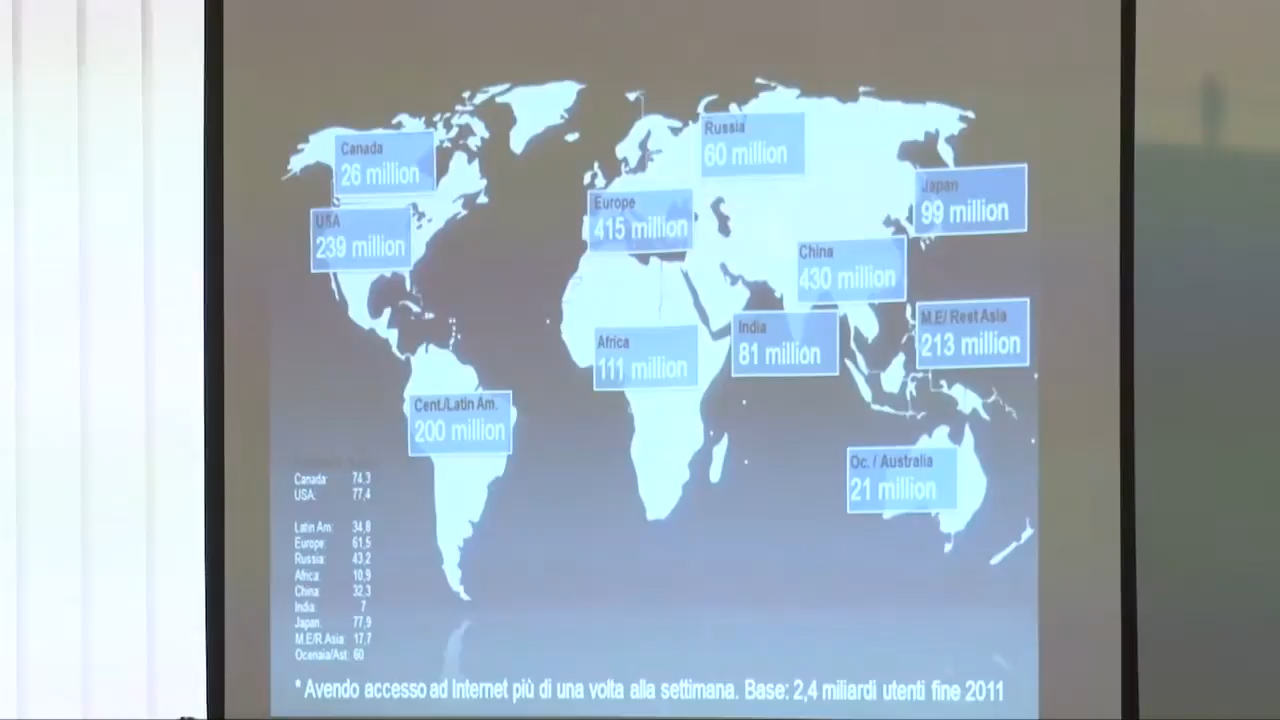 Canada
26 million
USA
239 million
Cent./Latin Am.
200 million
Europe
415 million
Africa
111 million
Russia
60 million
India
81 million
China
430 million
Japan
99 million
M.E/ Rest Asia
213 million
Oc. / Australia
21 million
Canada: 74,3
USA: 77,4
Latin Am: 34,8
Europe: 61,5
Russia: 43,2
Africa: 10,9
China: 32,3
India: 7
Japan: 77,9
M.E/R.Asia: 17,7
Ocenaia/Ast. 60
* Avendo accesso ad Internet più di una volta alla settimana. Base: 2,4 miliardi utenti fine 2011